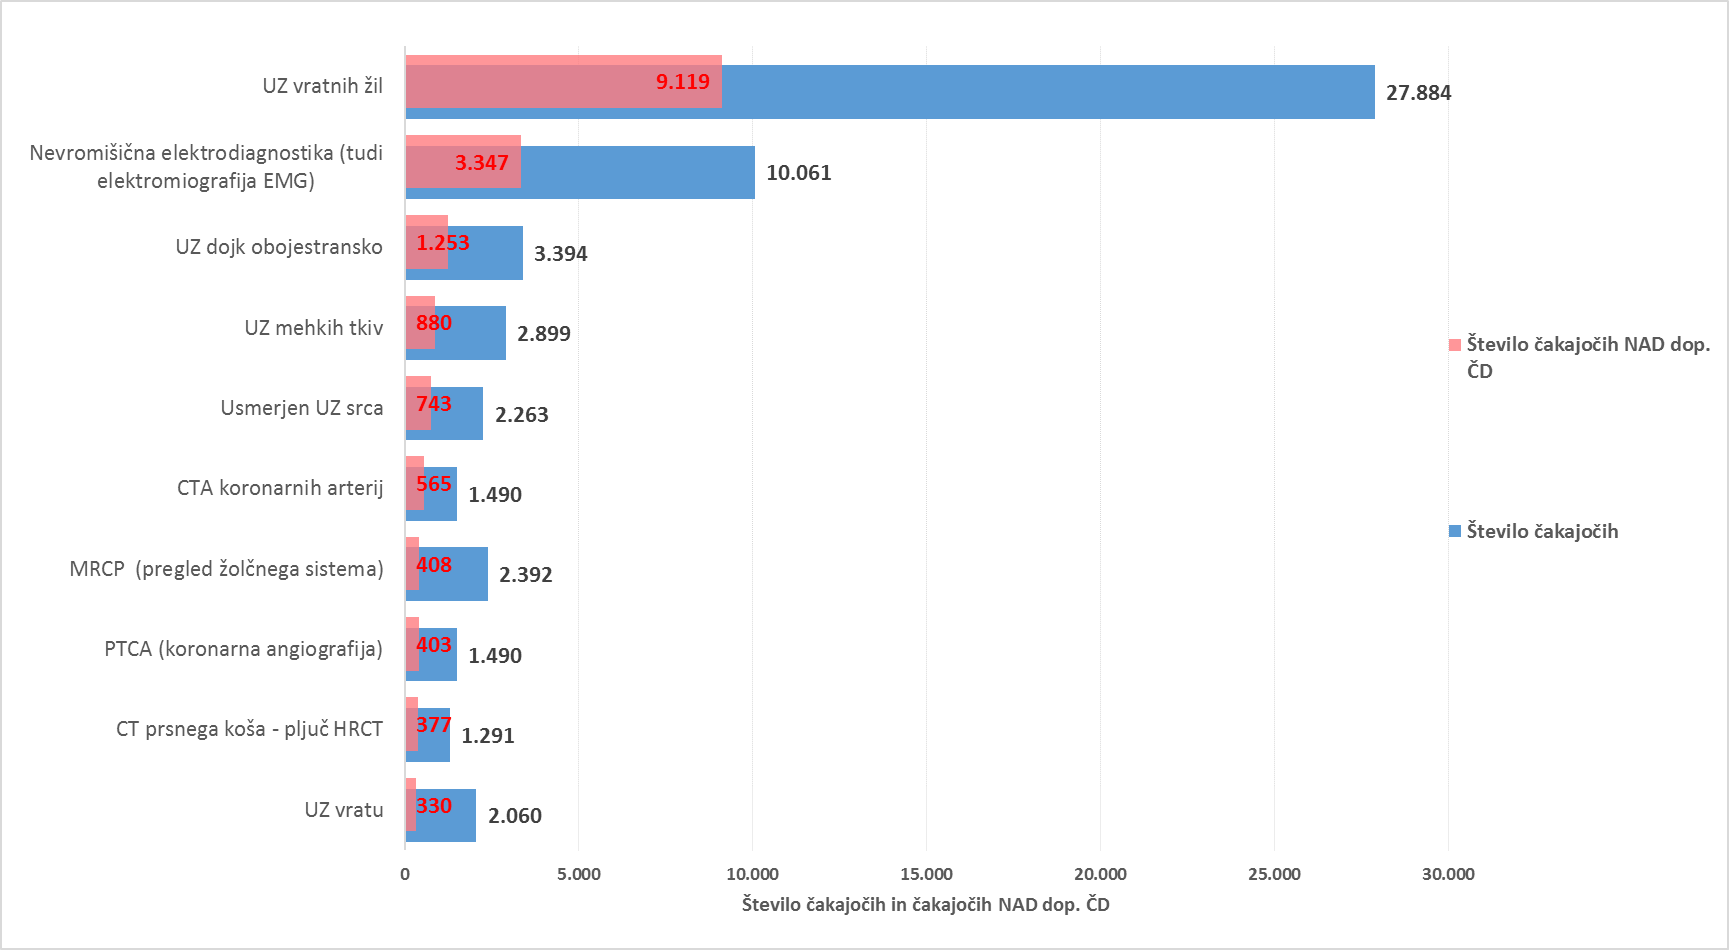 UZ vratnih žil
9.119
27.884
Nevromišična elektrodiagnostika (tudi
elektromiografija EMG)
3.347
10.061
UZ dojk obojestransko
1.253
3.394
UZ mehkih tkiv
880
2.899
Usmerjen UZ srca
743
2.263
CTA koronarnih arterij
565
1.490
MRCP  (pregled žolčnega sistema)
408
2.392
PTCA (koronarna angiografija)
403
1.490
CT prsnega koša - pljuč HRCT
377
1.291
UZ vratu
330
2.060
0
5.000
10.000
15.000
20.000
25.000
30.000
Število čakajočih in čakajočih NAD dop. ČD
Število čakajočih NAD dop.
ČD
Število čakajočih